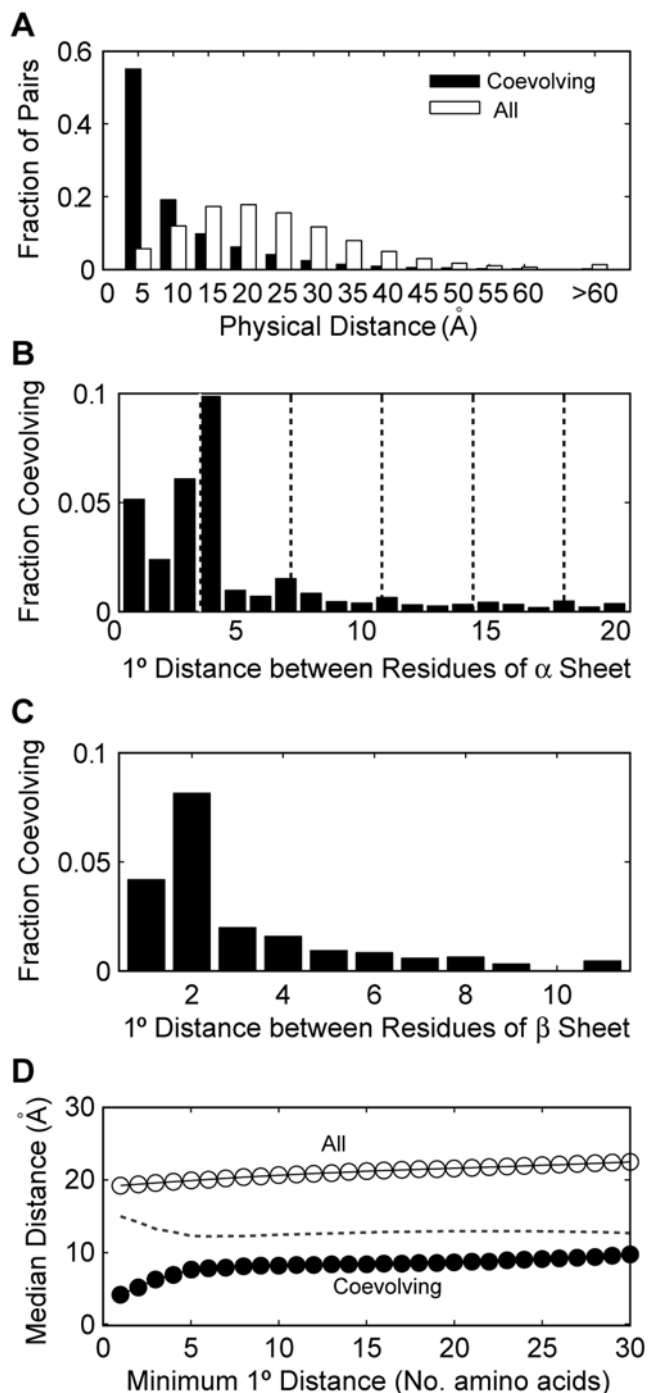 A
Fraction of Pairs
0.6
0.4
0.2
0
Coevolving
All
0 5 10 15 20 25 30 35 40 45 50 55 60 >60
Physical Distance (Å)
B
Fraction Coevolving
0.1
0.05
0
0 5 10 15 20
1º Distance between Residues of α Sheet
C
Fraction Coevolving
0.1
0.05
0
2 4 6 8 10
1º Distance between Residues of β Sheet
D
Median Distance (Å)
30
20
10
0
All
Coevolving
0 5 10 15 20 25 30
Minimum 1º Distance (No. amino acids)